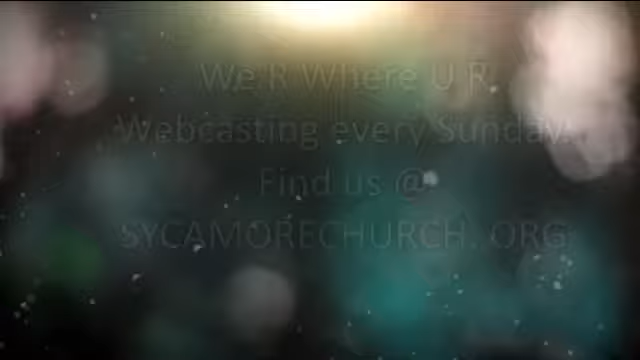 We R Where U R
Webcasting every Sunday.
Find us @
SYCAMORECHURCH. ORG